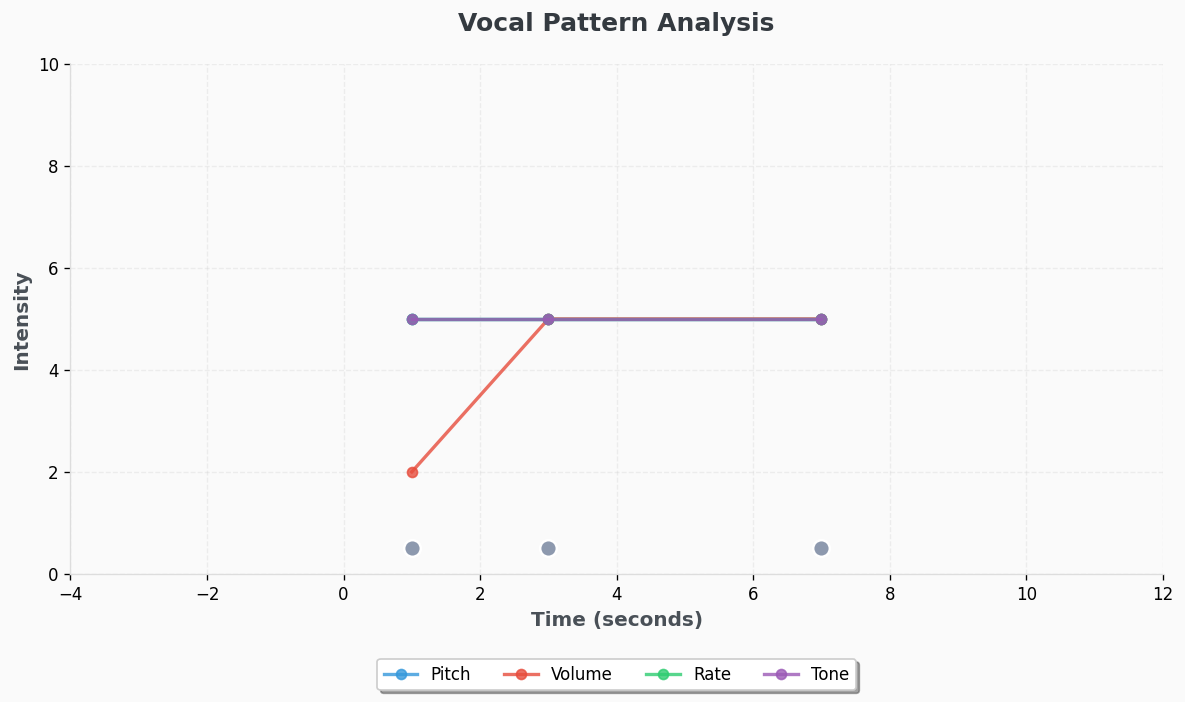 Vocal Pattern Analysis
10
8
6
4
2
0
Intensity
−4 −2 0 2 4 6 8 10 12
Time (seconds)
Pitch Volume Rate Tone